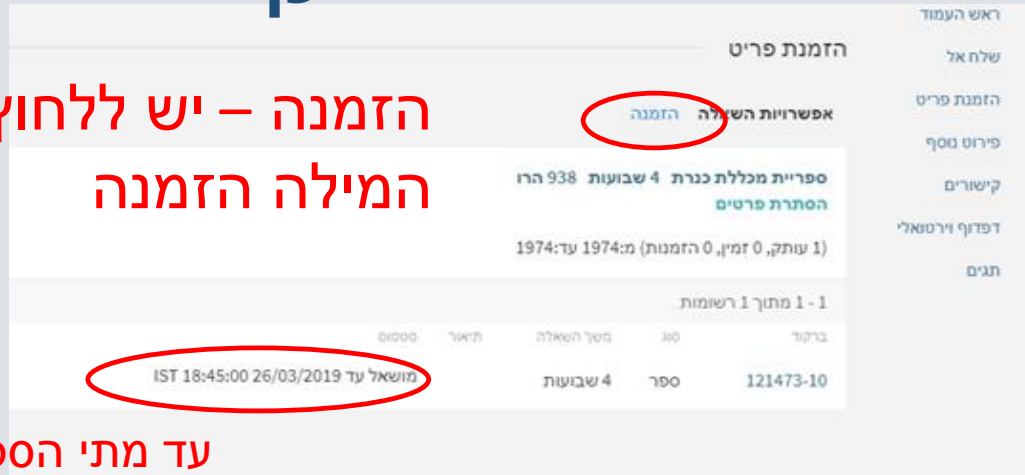 ראש העמוד
שלח אל
הזמנת פריט
פירוט נוסף
קישורים
דפדוף וירטואלי
תגים
הזמנת פריט
אפשרויות השאלה הזמנה
ספריית מכללת כנרת 4 שבועות 938 הרו
הסתרת פרטים
(1 עותק, 0 זמין, 0 הזמנות) מ:1974 עד:1974
1 - 1 מתוך 1 רשומות
ברקוד סוג משך השאלה תיאור סטטוס
121473-10 ספר 4 שבועות מושאל עד 26/03/2019 18:45:00 IST
הזמנה – יש ללחוץ
המילה הזמנה
עד מתי